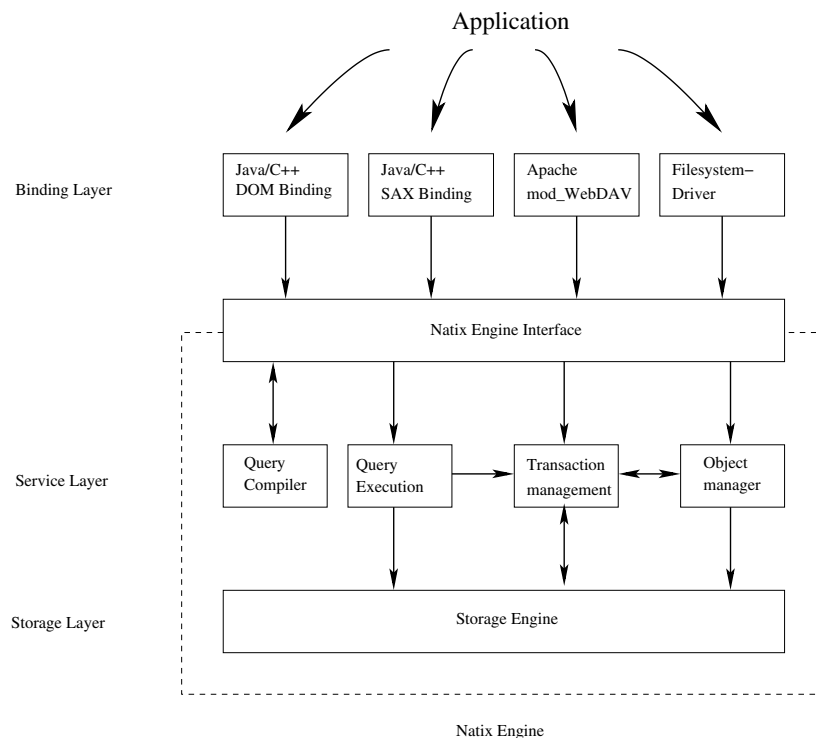 Application
Java/C++
DOM Binding
Java/C++
SAX Binding
Apache
mod_WebDAV
Filesystem−
Driver
Binding Layer
Natix Engine Interface
Query
Compiler
Query
Execution
Transaction
management
Object
manager
Service Layer
Storage Engine
Storage Layer
Natix Engine